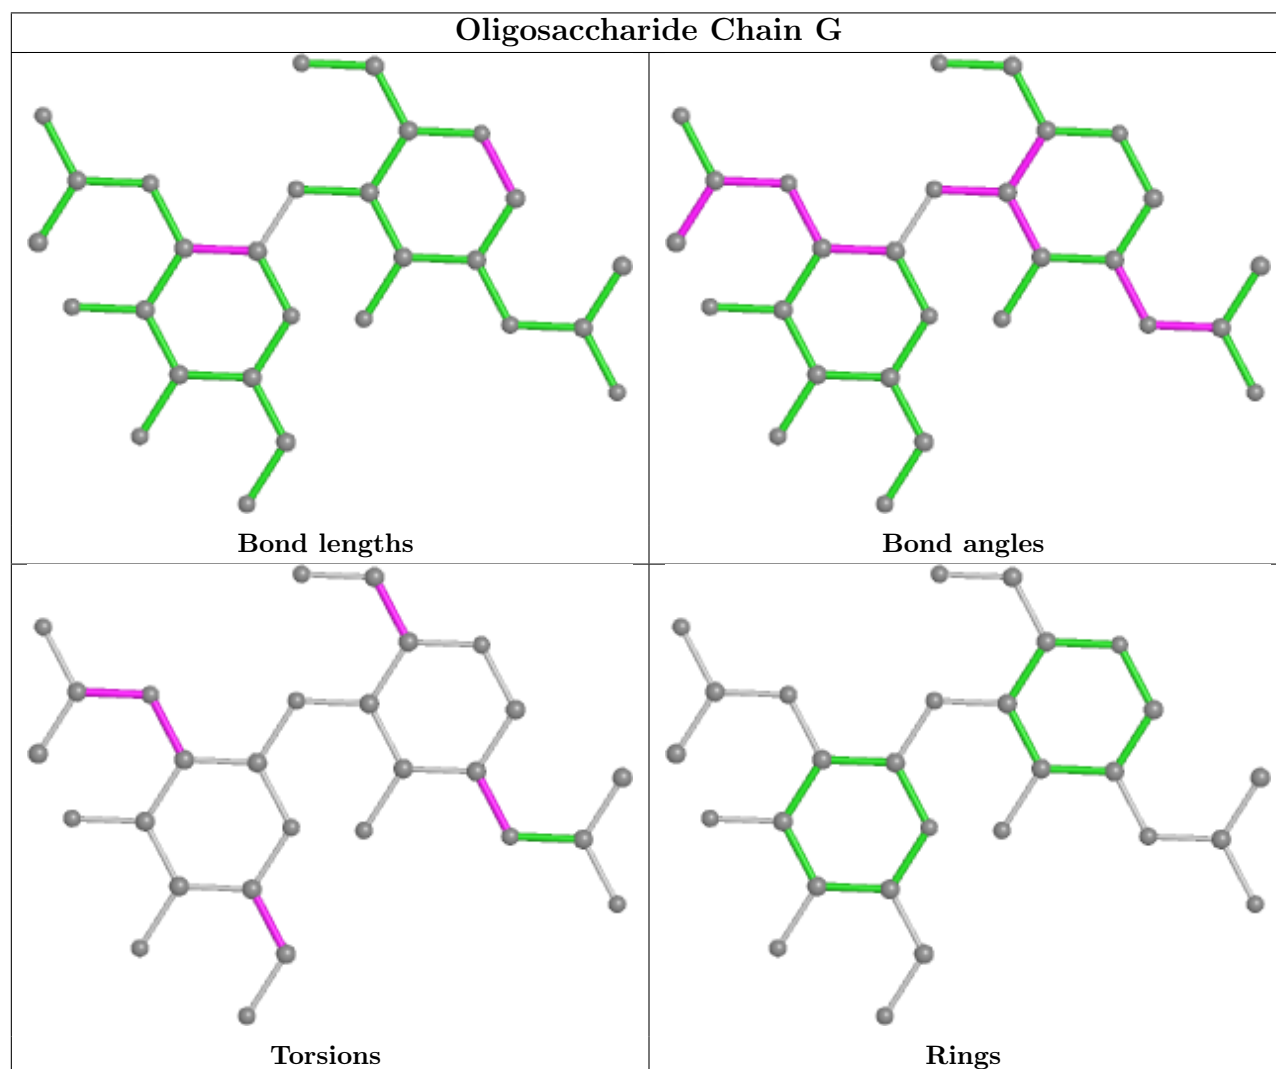 Oligosaccharide Chain G
Bond lengths
Bond angles
Torsions
Rings